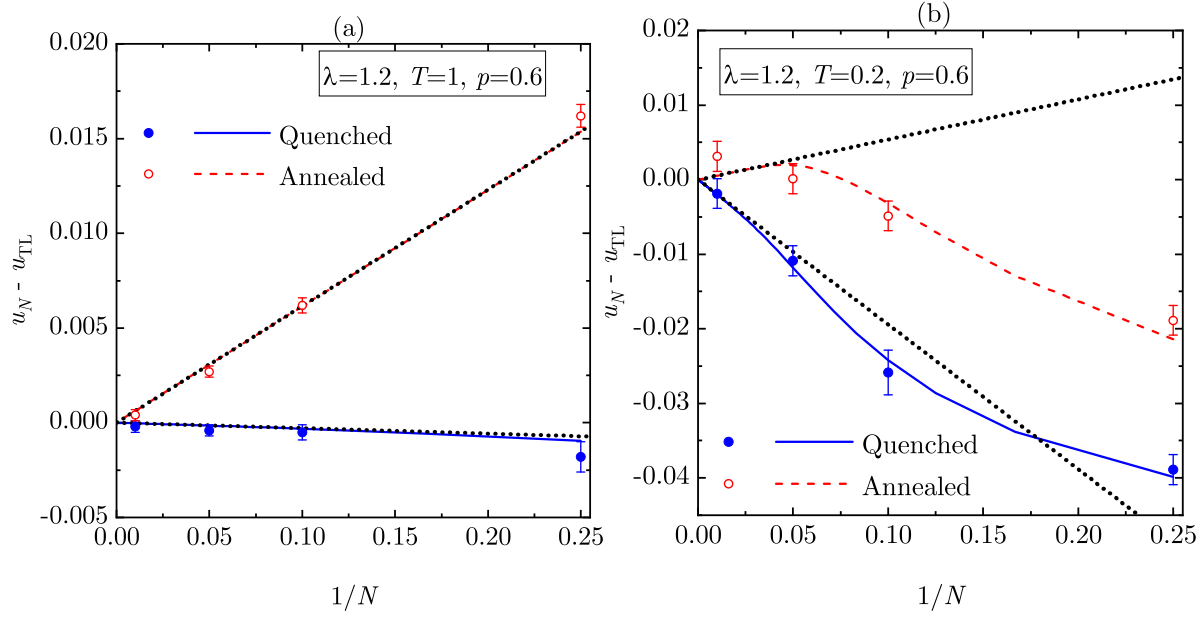 (a)
0.020
0.015
0.010
0.005
0.000
-0.005
u_N - u_TL
λ=1.2, T=1, p=0.6
Quenched
Annealed
0.00 0.05 0.10 0.15 0.20 0.25
1/N
(b)
0.02
0.01
0.00
-0.01
-0.02
-0.03
-0.04
u_N - u_TL
λ=1.2, T=0.2, p=0.6
Quenched
Annealed
0.00 0.05 0.10 0.15 0.20 0.25
1/N